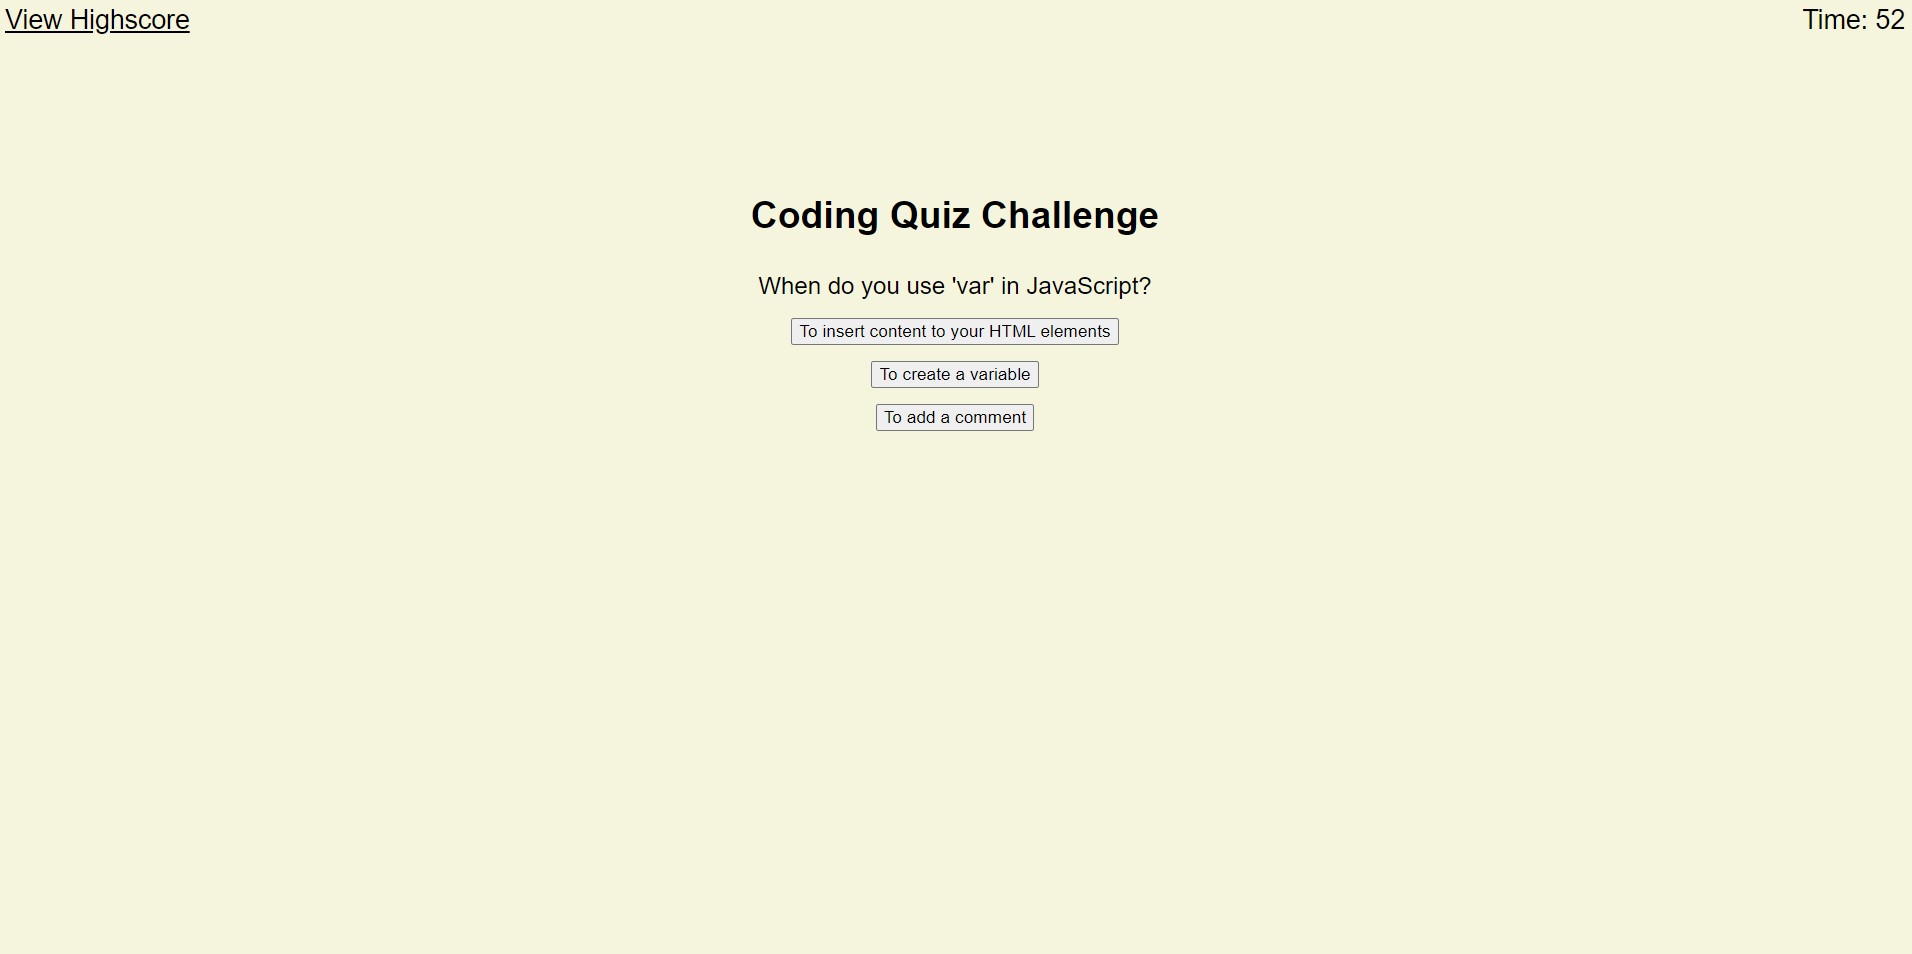 View Highscore
Time: 52
Coding Quiz Challenge
When do you use 'var' in JavaScript?
To insert content to your HTML elements
To create a variable
To add a comment